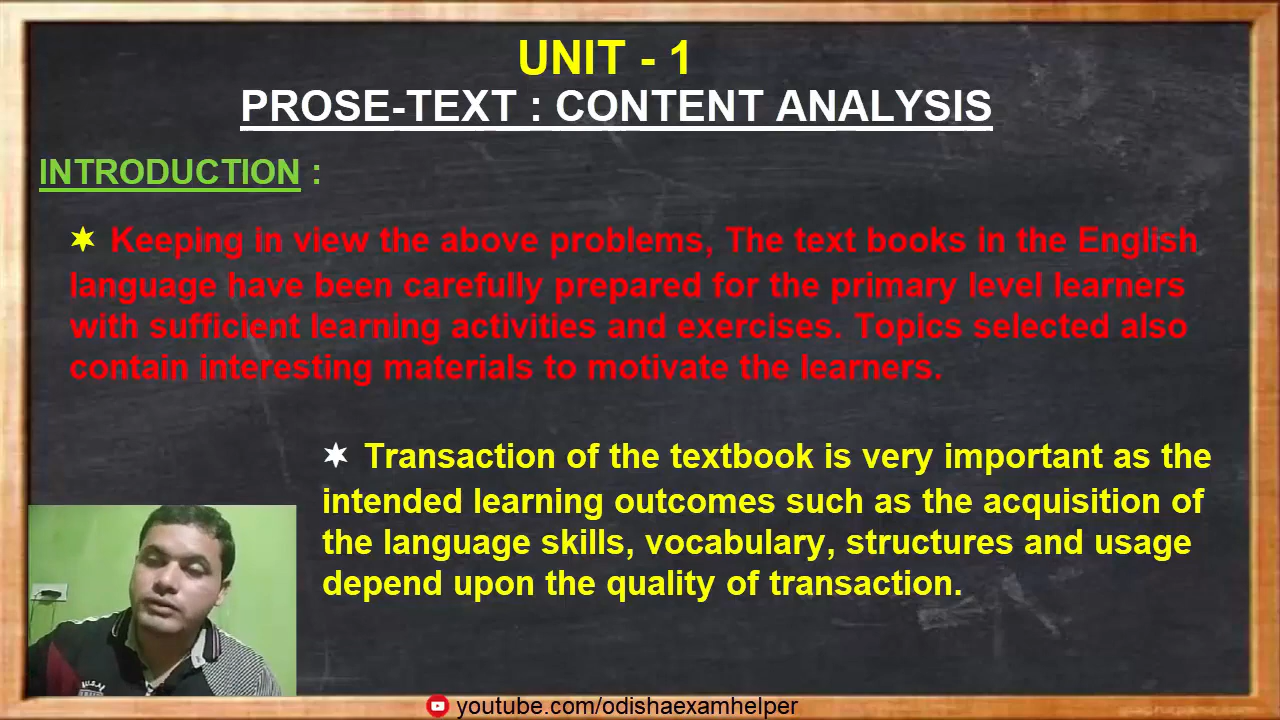 UNIT - 1
PROSE-TEXT : CONTENT ANALYSIS
INTRODUCTION :
✶ Keeping in view the above problems, The text books in the English
language have been carefully prepared for the primary level learners
with sufficient learning activities and exercises. Topics selected also
contain interesting materials to motivate the learners.
✶ Transaction of the textbook is very important as the
intended learning outcomes such as the acquisition of
the language skills, vocabulary, structures and usage
depend upon the quality of transaction.
youtube.com/odishaexamhelper